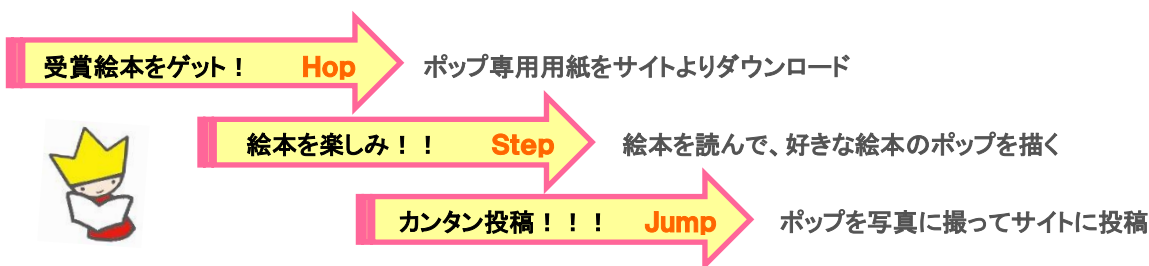 受賞絵本をゲット！ Hop ポップ専用用紙をサイトよりダウンロード
絵本を楽しみ！！ Step 絵本を読んで、好きな絵本のポップを描く
カンタン投稿！！！ Jump ポップを写真に撮ってサイトに投稿